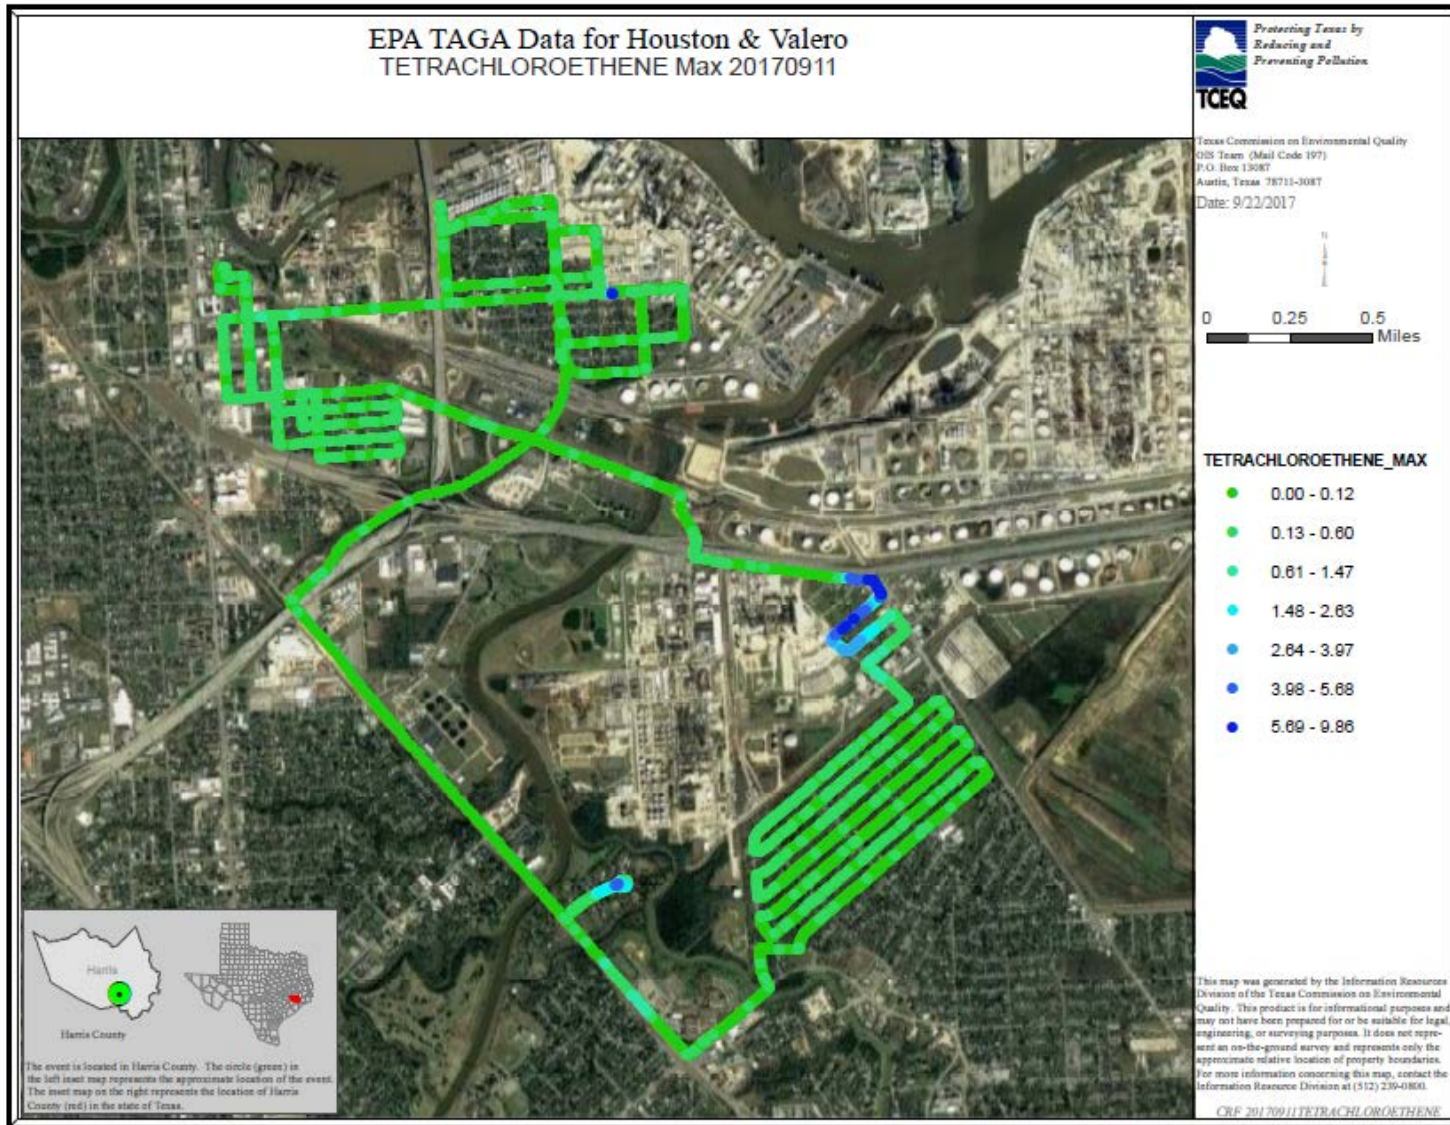 EPA TAGA Data for Houston & Valero
TETRACHLOROETHENE Max 20170911
Protecting Texas by
Reducing and
Preventing Pollution
TCEQ
Texas Commission on Environmental Quality
GIS Team (Mail Code 197)
P.O. Box 13087
Austin, Texas 78711-3087
Date: 9/22/2017
N
0 0.25 0.5
Miles
TETRACHLOROETHENE_MAX
0.00 - 0.12
0.13 - 0.60
0.61 - 1.47
1.48 - 2.63
2.64 - 3.97
3.98 - 5.68
5.69 - 9.86
Harris
Harris County
The event is located in Harris County. The circle (green) in
the left inset map represents the approximate location of the event.
The inset map on the right represents the location of Harris
County (red) in the state of Texas.
This map was generated by the Information Resources
Division of the Texas Commission on Environmental
Quality. This product is for informational purposes and
may not have been prepared for or be suitable for legal,
engineering, or surveying purposes. It does not repre-
sent an on-the-ground survey and represents only the
approximate relative location of property boundaries.
For more information concerning this map, contact the
Information Resource Division at (512) 239-0800.
CRF 20170911TETRACHLOROETHENE